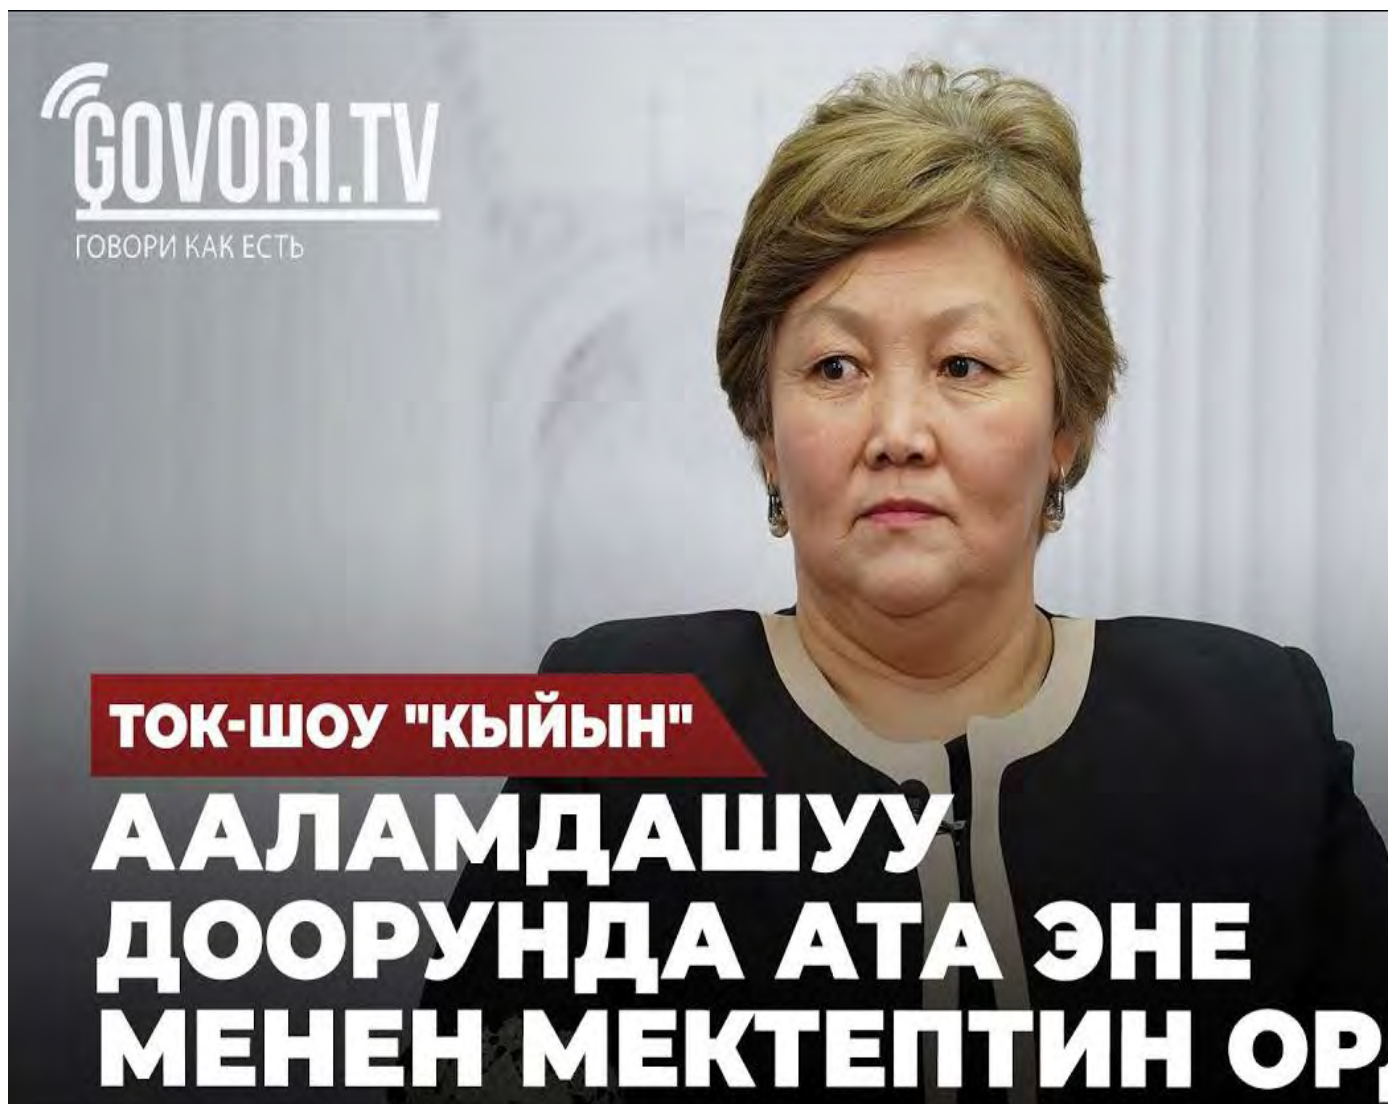 GOVORI.TV
ГОВОРИ КАК ЕСТЬ
ТОК-ШОУ "КЫЙЫН"
ААЛАМДАШУУ
ДООРУНДА АТА ЭНЕ
МЕНЕН МЕКТЕПТИН